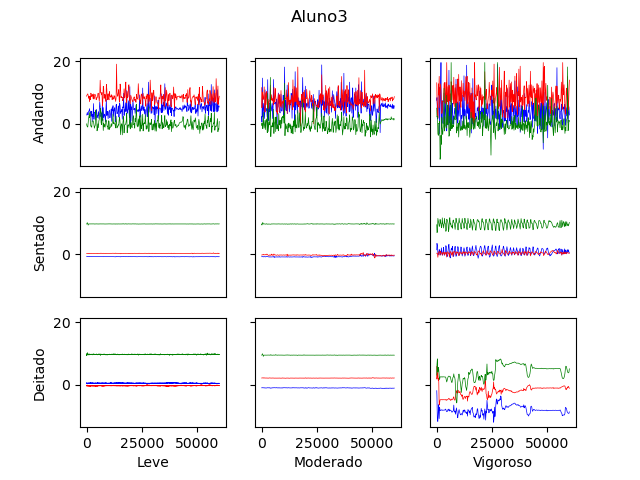 Aluno3
20
0
Andando
20
0
Sentado
20
0
Deitado
0 25000 50000
0 25000 50000
0 25000 50000
Leve
Moderado
Vigoroso